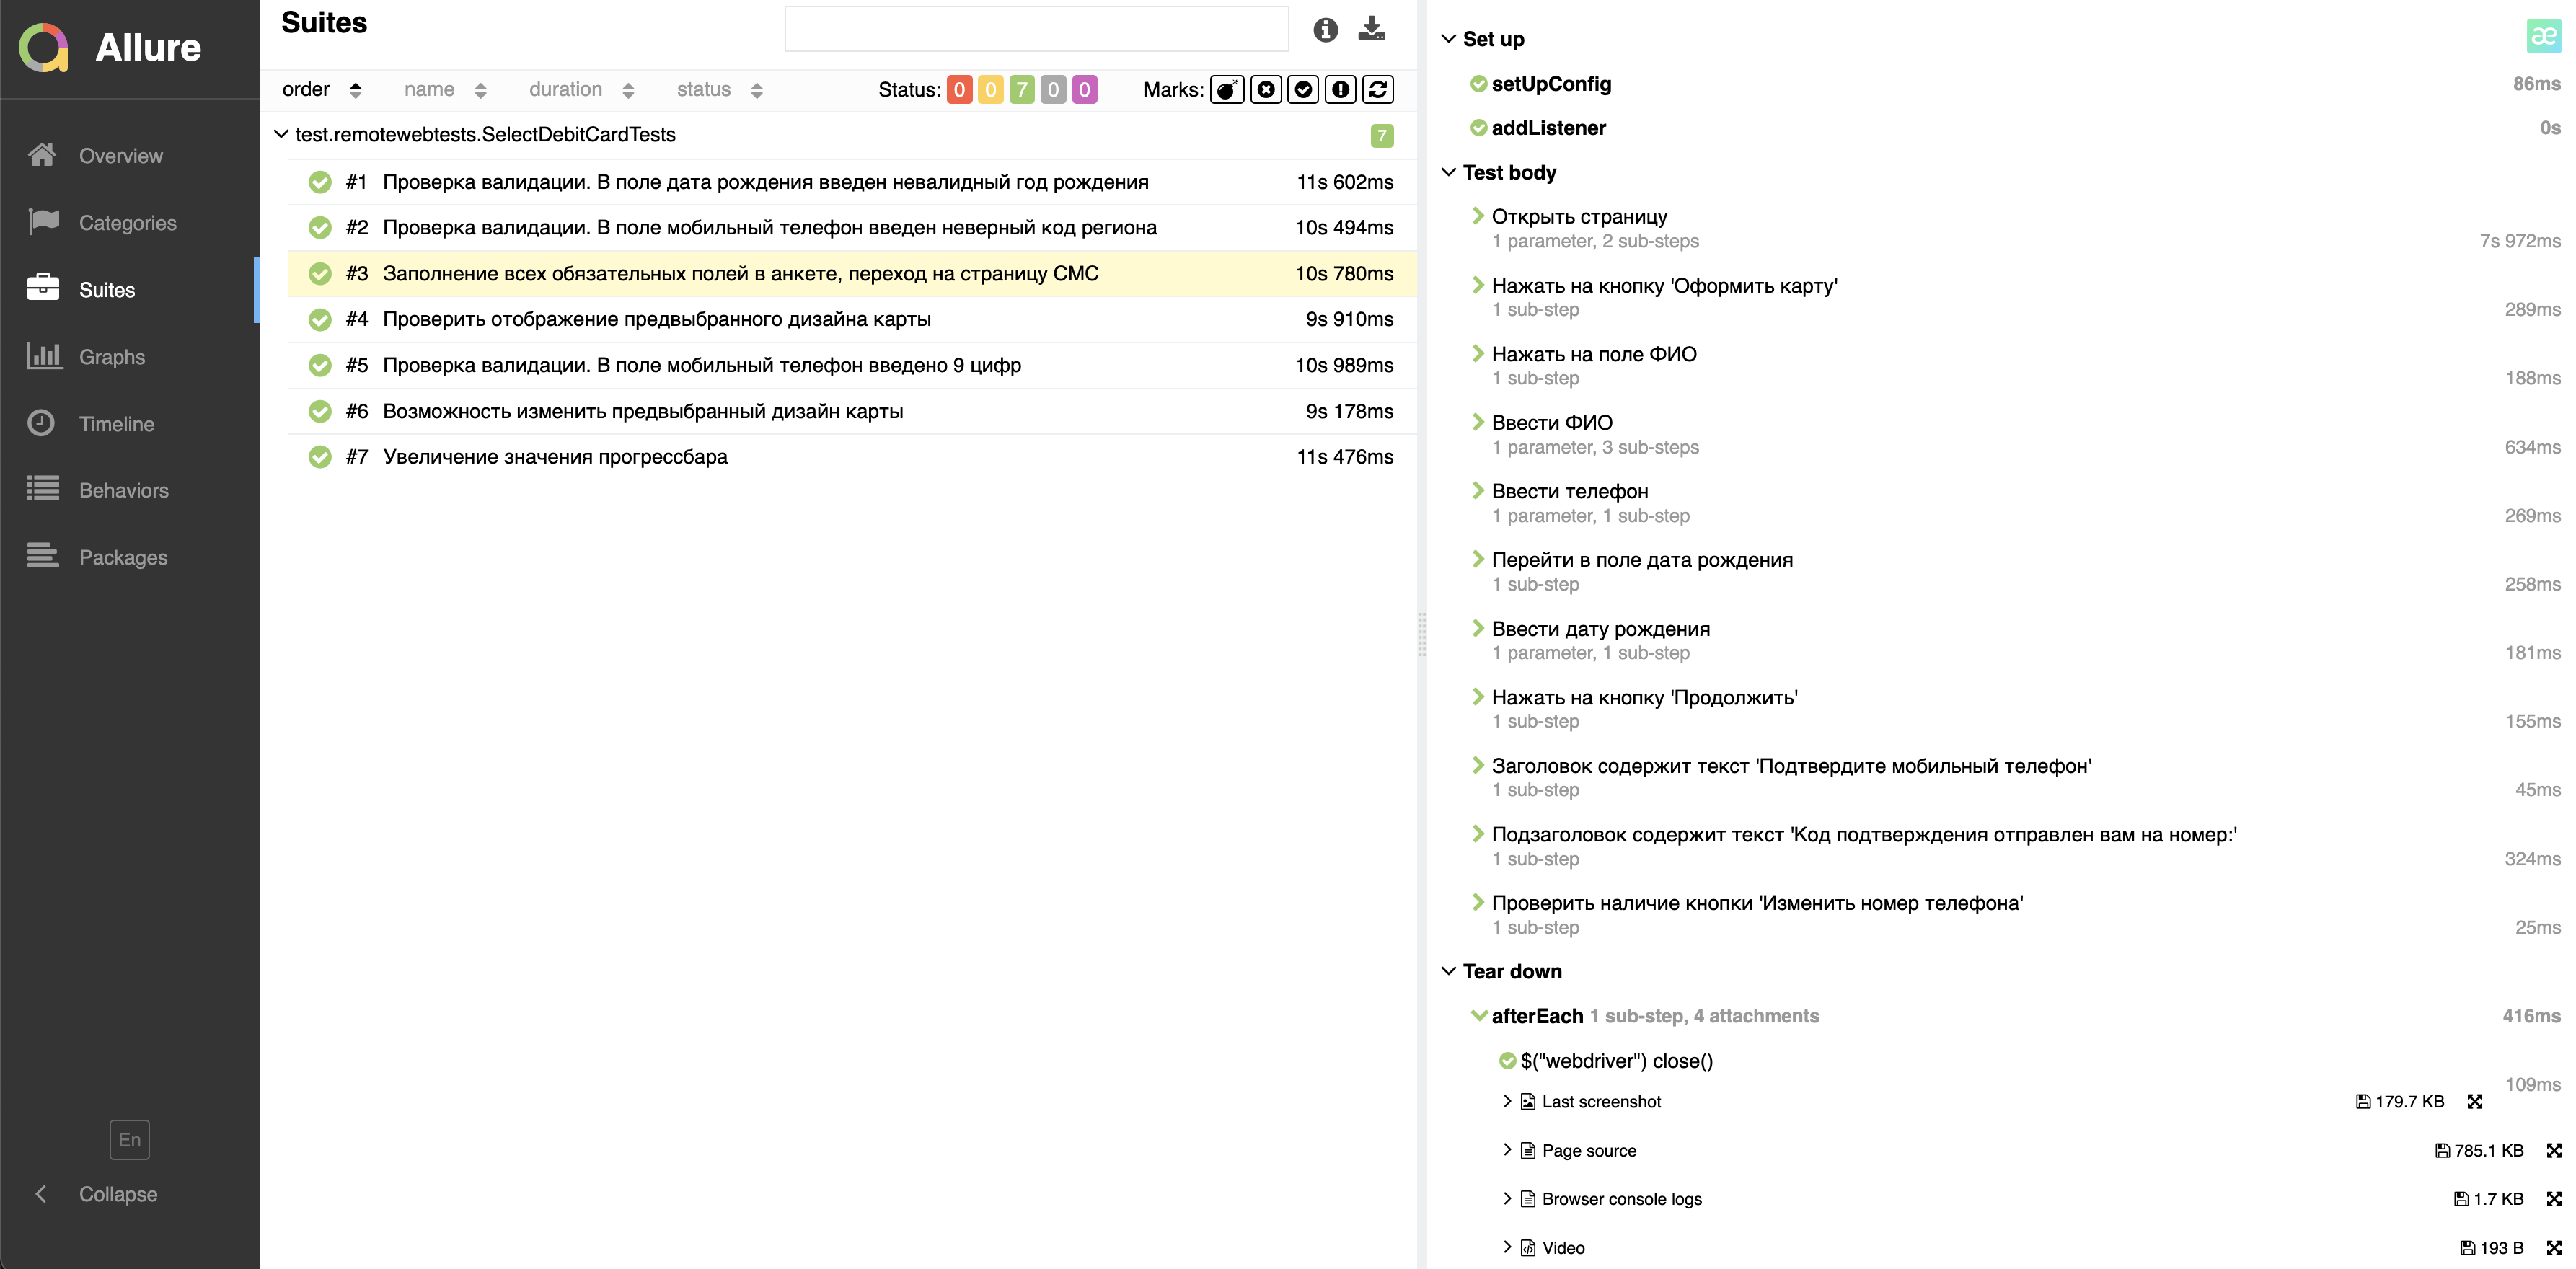 Allure
Overview
Categories
Suites
Graphs
Timeline
Behaviors
Packages
En
Collapse
Suites
order name duration status Status: 0 0 7 0 0 Marks:
test.remotewebtests.SelectDebitCardTests 7
#1 Проверка валидации. В поле дата рождения введен невалидный год рождения 11s 602ms
#2 Проверка валидации. В поле мобильный телефон введен неверный код региона 10s 494ms
#3 Заполнение всех обязательных полей в анкете, переход на страницу СМС 10s 780ms
#4 Проверить отображение предвыбранного дизайна карты 9s 910ms
#5 Проверка валидации. В поле мобильный телефон введено 9 цифр 10s 989ms
#6 Возможность изменить предвыбранный дизайн карты 9s 178ms
#7 Увеличение значения прогрессбара 11s 476ms
Set up
æ
setUpConfig 86ms
addListener 0s
Test body
Открыть страницу
1 parameter, 2 sub-steps 7s 972ms
Нажать на кнопку 'Оформить карту'
1 sub-step 289ms
Нажать на поле ФИО
1 sub-step 188ms
Ввести ФИО
1 parameter, 3 sub-steps 634ms
Ввести телефон
1 parameter, 1 sub-step 269ms
Перейти в поле дата рождения
1 sub-step 258ms
Ввести дату рождения
1 parameter, 1 sub-step 181ms
Нажать на кнопку 'Продолжить'
1 sub-step 155ms
Заголовок содержит текст 'Подтвердите мобильный телефон'
1 sub-step 45ms
Подзаголовок содержит текст 'Код подтверждения отправлен вам на номер:'
1 sub-step 324ms
Проверить наличие кнопки 'Изменить номер телефона'
1 sub-step 25ms
Tear down
afterEach 1 sub-step, 4 attachments 416ms
$("webdriver") close()
109ms
Last screenshot 179.7 KB
Page source 785.1 KB
Browser console logs 1.7 KB
Video 193 B